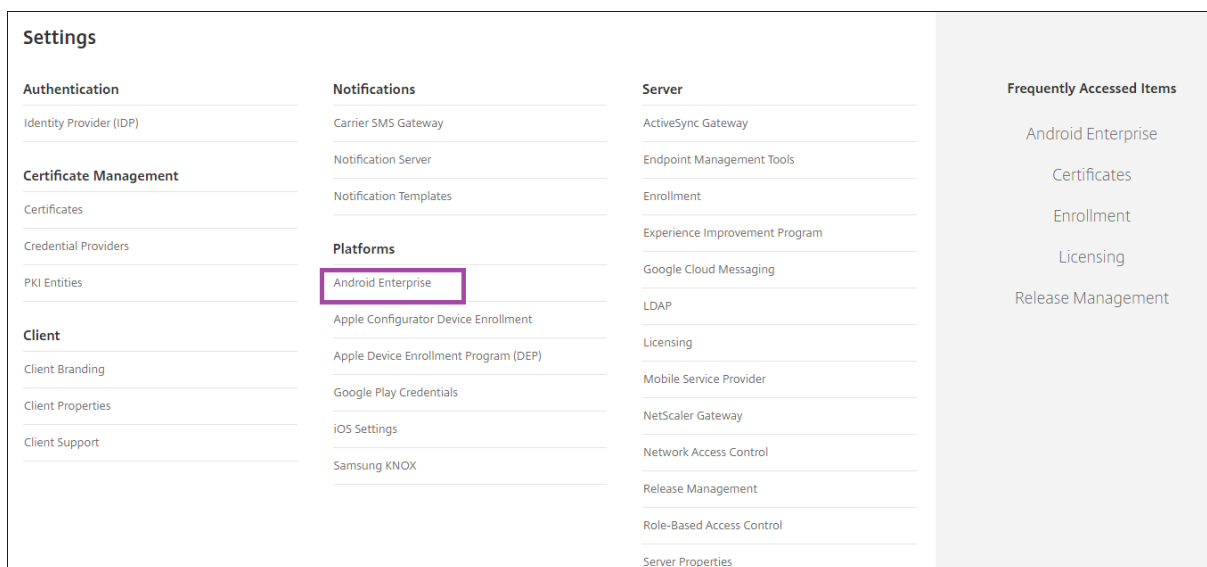 Settings
Authentication
Identity Provider (IDP)
Certificate Management
Certificates
Credential Providers
PKI Entities
Client
Client Branding
Client Properties
Client Support
Notifications
Carrier SMS Gateway
Notification Server
Notification Templates
Platforms
Android Enterprise
Apple Configurator Device Enrollment
Apple Device Enrollment Program (DEP)
Google Play Credentials
iOS Settings
Samsung KNOX
Server
ActiveSync Gateway
Endpoint Management Tools
Enrollment
Experience Improvement Program
Google Cloud Messaging
LDAP
Licensing
Mobile Service Provider
NetScaler Gateway
Network Access Control
Release Management
Role-Based Access Control
Server Properties
Frequently Accessed Items
Android Enterprise
Certificates
Enrollment
Licensing
Release Management